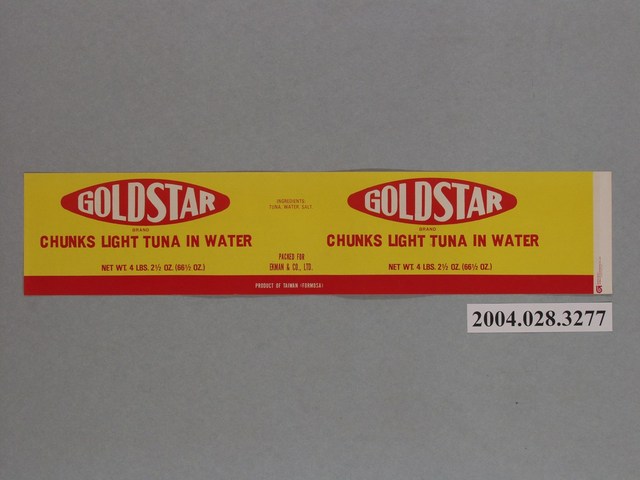 GOLDSTAR
BRAND
CHUNKS LIGHT TUNA IN WATER
NET WT. 4 LBS. 2½ OZ. (66½ OZ.)
INGREDIENTS:
TUNA, WATER, SALT.
PACKED FOR
EKMAN & CO., LTD.
GOLDSTAR
BRAND
CHUNKS LIGHT TUNA IN WATER
NET WT. 4 LBS. 2½ OZ. (66½ OZ.)
PRODUCT OF TAIWAN (FORMOSA)
2004.028.3277